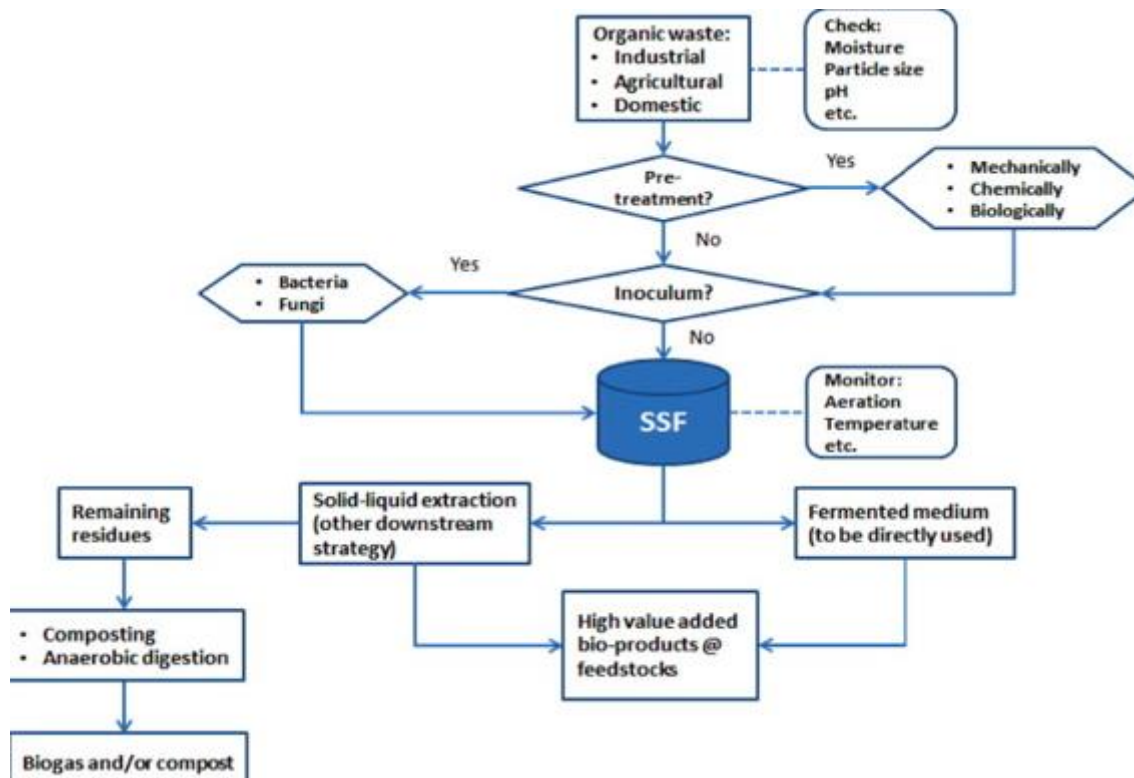 Organic waste:
• Industrial
• Agricultural
• Domestic
Check:
Moisture
Particle size
pH
etc.
Pre-
treatment?
Yes
• Mechanically
• Chemically
• Biologically
No
Inoculum?
Yes
• Bacteria
• Fungi
No
SSF
Monitor:
Aeration
Temperature
etc.
Remaining
residues
Solid-liquid extraction
(other downstream
strategy)
Fermented medium
(to be directly used)
• Composting
• Anaerobic digestion
High value added
bio-products @
feedstocks
Biogas and/or compost